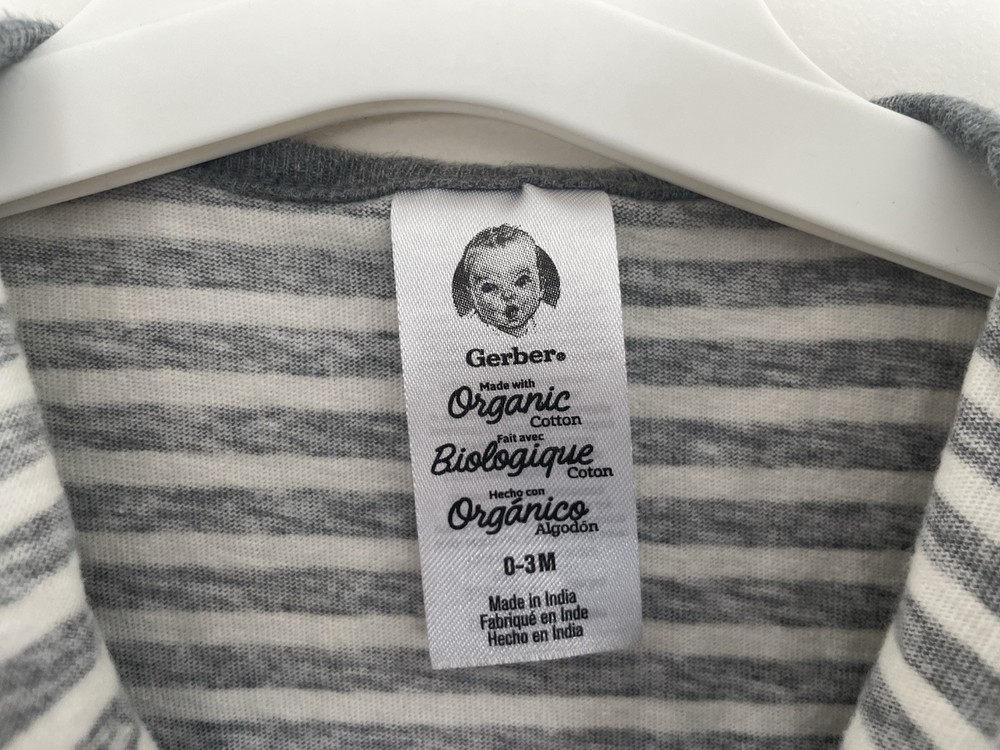 Gerber®
Made with
Organic
Cotton
Fait avec
Biologique
Coton
Hecho con
Orgánico
Algodón
0-3M
Made in India
Fabriqué en Inde
Hecho en India